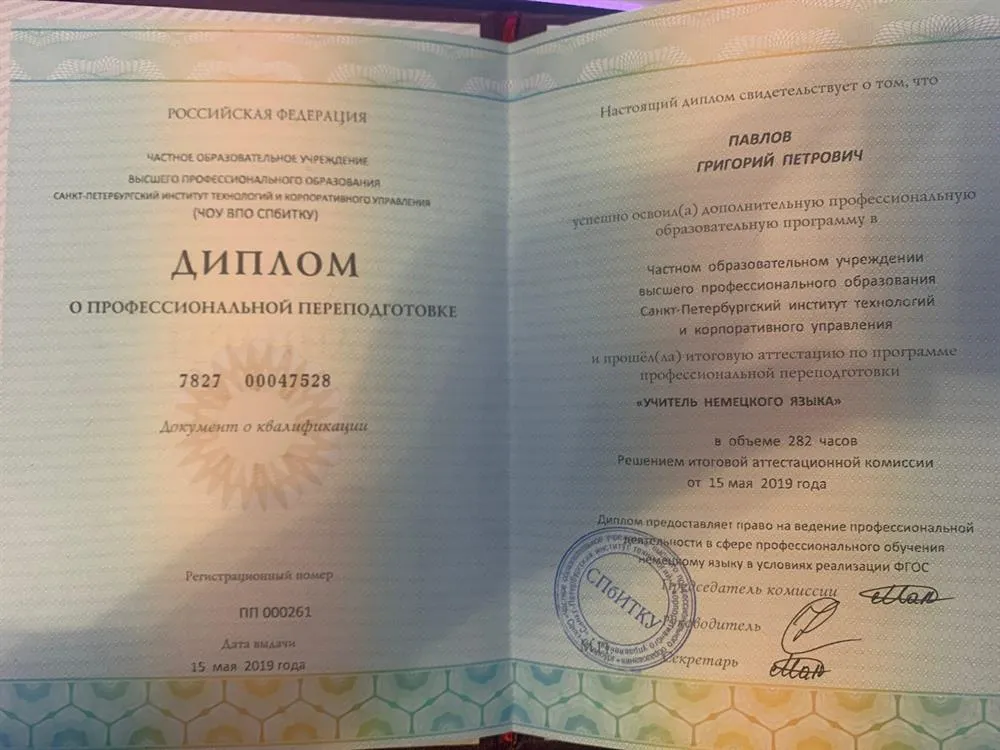 РОССИЙСКАЯ ФЕДЕРАЦИЯ
ЧАСТНОЕ ОБРАЗОВАТЕЛЬНОЕ УЧРЕЖДЕНИЕ
ВЫСШЕГО ПРОФЕССИОНАЛЬНОГО ОБРАЗОВАНИЯ
САНКТ-ПЕТЕРБУРГСКИЙ ИНСТИТУТ ТЕХНОЛОГИЙ И КОРПОРАТИВНОГО УПРАВЛЕНИЯ
(ЧОУ ВПО СПБИТКУ)
ДИПЛОМ
О ПРОФЕССИОНАЛЬНОЙ ПЕРЕПОДГОТОВКЕ
7827 00047528
Документ о квалификации
Регистрационный номер
ПП 000261
Дата выдачи
15 мая 2019 года
Настоящий диплом свидетельствует о том, что
ПАВЛОВ
ГРИГОРИЙ ПЕТРОВИЧ
успешно освоил(а) дополнительную профессиональную
образовательную программу в
Частном образовательном учреждении
высшего профессионального образования
Санкт-Петербургский институт технологий
и корпоративного управления
и прошёл(ла) итоговую аттестацию по программе
профессиональной переподготовки
«УЧИТЕЛЬ НЕМЕЦКОГО ЯЗЫКА»
в объеме 282 часов
Решением итоговой аттестационной комиссии
от 15 мая 2019 года
Диплом предоставляет право на ведение профессиональной
деятельности в сфере профессионального обучения
немецкому языку в условиях реализации ФГОС
Председатель комиссии
Руководитель
Секретарь
СПбИТКУ